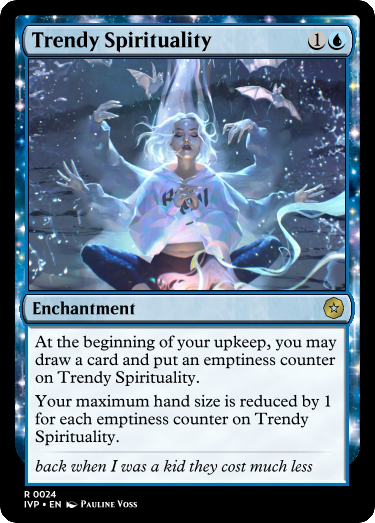 Trendy Spirituality 1
Enchantment
At the beginning of your upkeep, you may
draw a card and put an emptiness counter
on Trendy Spirituality.
Your maximum hand size is reduced by 1
for each emptiness counter on Trendy
Spirituality.
back when I was a kid they cost much less
R 0024
IVP • EN Pauline Voss